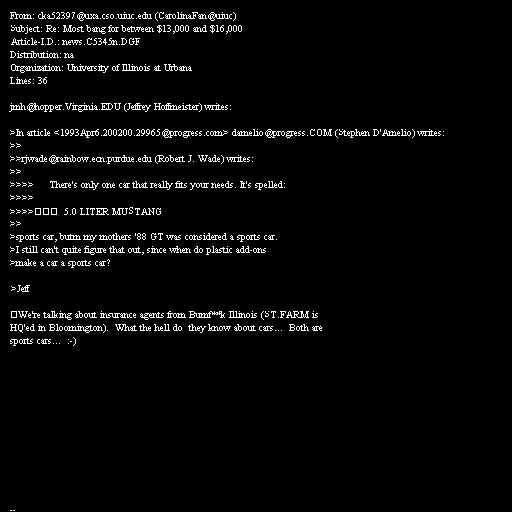 From: cka52397@uxa.cso.uiuc.edu (CarolinaFan@uiuc)
Subject: Re: Most bang for between $13,000 and $16,000
Article-I.D.: news.C5345n.DGF
Distribution: na
Organization: University of Illinois at Urbana
Lines: 36

jmh@hopper.Virginia.EDU (Jeffrey Hoffmeister) writes:

>In article <1993Apr6.200200.29965@progress.com> damelio@progress.COM (Stephen D'Amelio) writes:
>>
>>rjwade@rainbow.ecn.purdue.edu (Robert J. Wade) writes:
>>
>>>> There's only one car that really fits your needs. It's spelled:
>>>>
>>>>□□□ 5.0 LITER MUSTANG
>>
>sports car, butrn my mothers '88 GT was considered a sports car.
>I still can't quite figure that out, since when do plastic add-ons
>make a car a sports car?

>Jeff

□We're talking about insurance agents from Bumf**k Illinois (ST.FARM is
HQ'ed in Bloomington). What the hell do they know about cars... Both are
sports cars... :-)

--